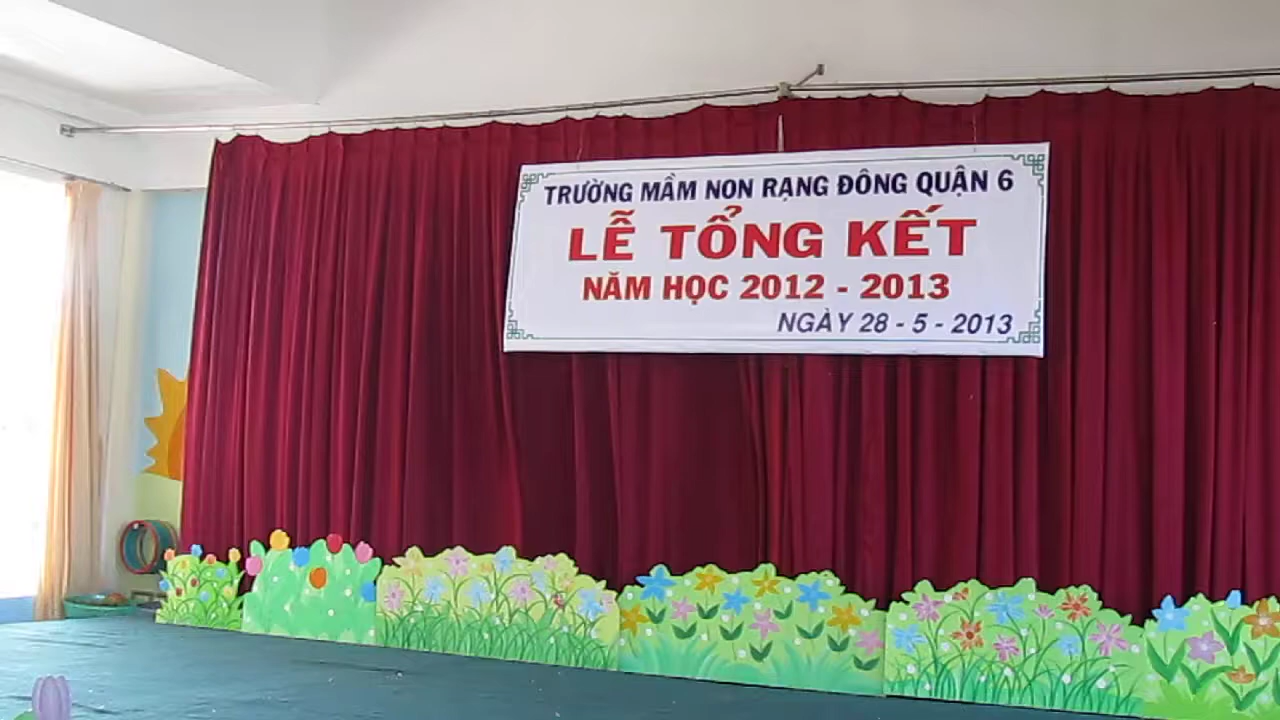 TRƯỜNG MẦM NON RẠNG ĐÔNG QUẬN 6
LỄ TỔNG KẾT
NĂM HỌC 2012 - 2013
NGÀY 28 - 5 - 2013